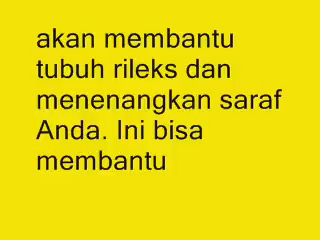 akan membantu
tubuh rileks dan
menenangkan saraf
Anda. Ini bisa
membantu